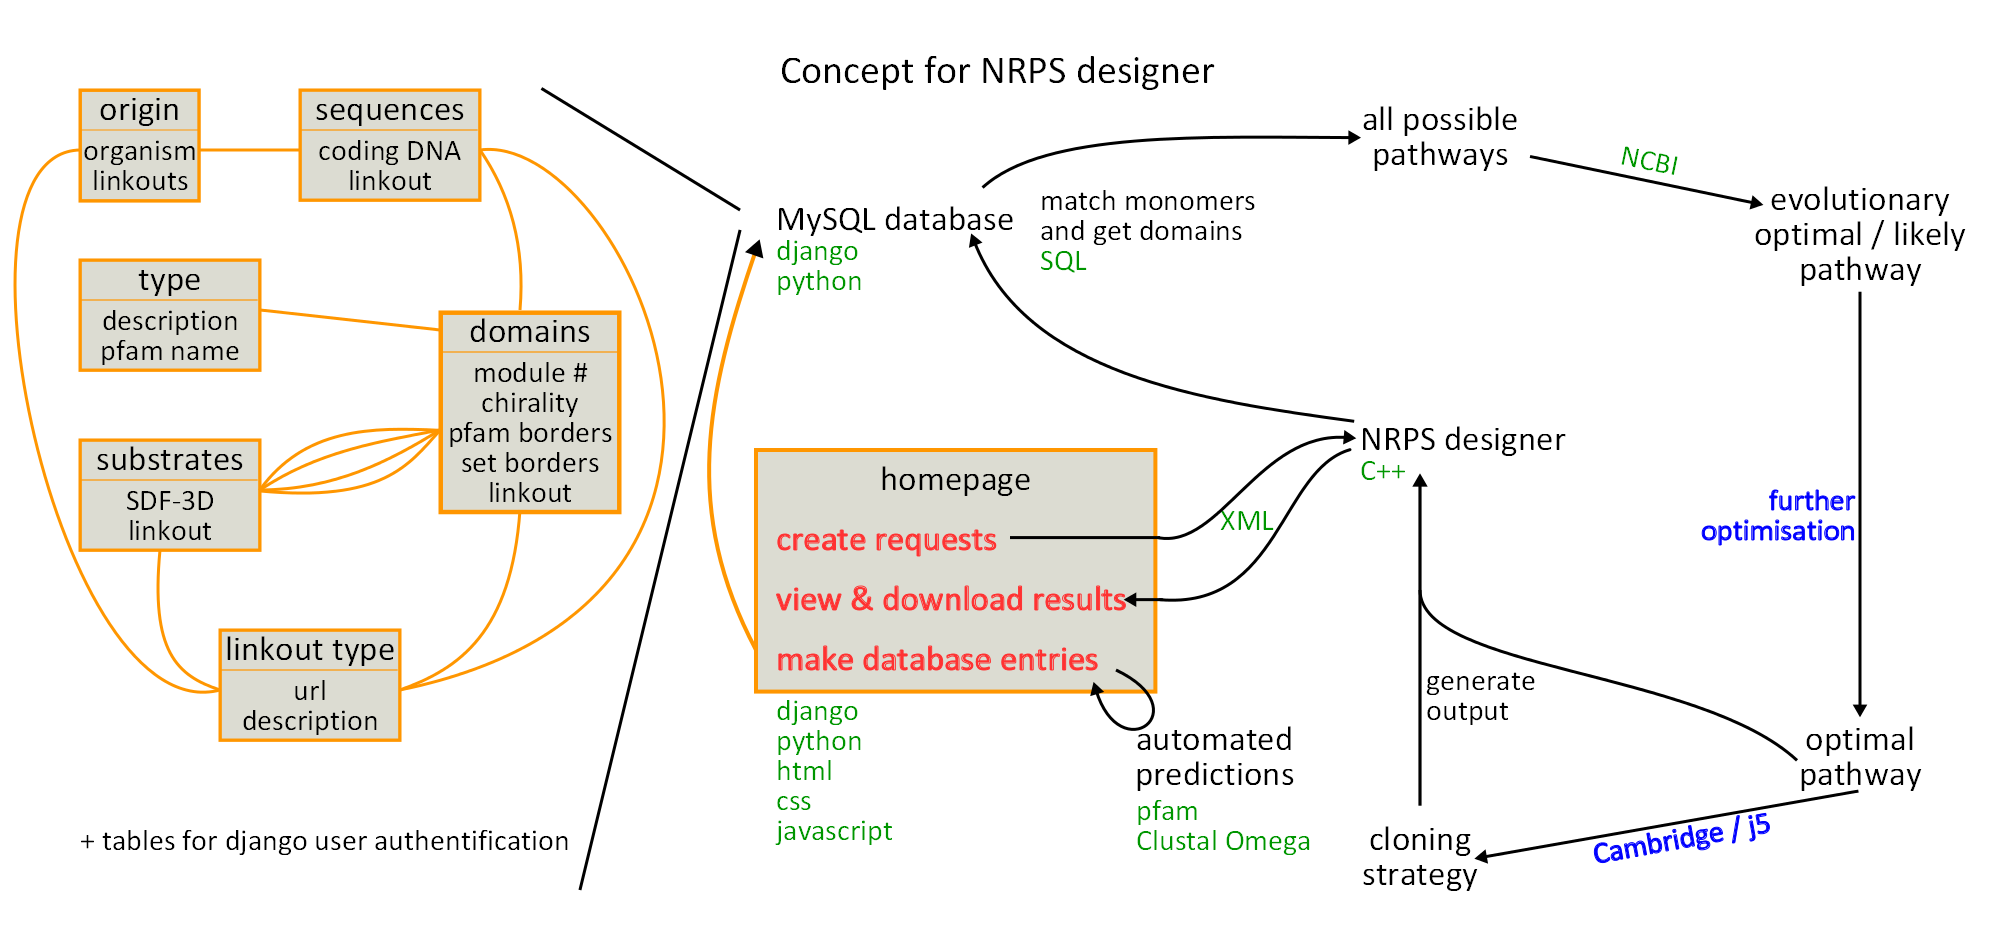 Concept for NRPS designer
origin
organism
linkouts
sequences
coding DNA
linkout
type
description
pfam name
domains
module #
chirality
pfam borders
set borders
linkout
substrates
SDF-3D
linkout
linkout type
url
description
+ tables for django user authentification
MySQL database
django
python
match monomers
and get domains
SQL
all possible
pathways
NCBI
evolutionary
optimal / likely
pathway
further
optimisation
NRPS designer
C++
XML
homepage
create requests
view & download results
make database entries
django
python
html
css
javascript
automated
predictions
pfam
Clustal Omega
generate
output
optimal
pathway
Cambridge / j5
cloning
strategy